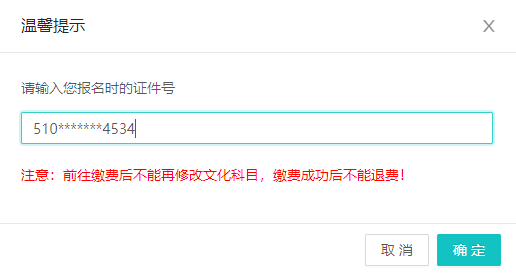 温馨提示
请输入您报名时的证件号
510*******4534
注意：前往缴费后不能再修改文化科目，缴费成功后不能退费！
取 消
确 定